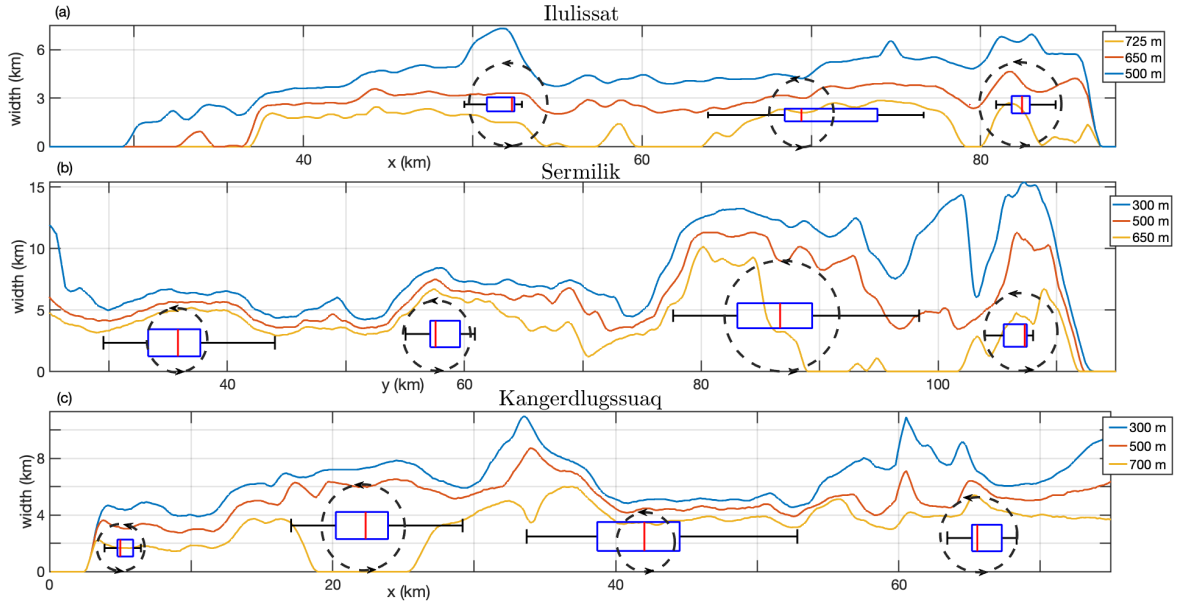 (a)
Ilulissat
width (km)
6
3
0
40
60
80
x (km)
725 m
650 m
500 m
(b)
Sermilik
width (km)
15
10
5
0
40
60
80
100
y (km)
300 m
500 m
650 m
(c)
Kangerdlugssuaq
width (km)
8
4
0
0
20
40
60
x (km)
300 m
500 m
700 m